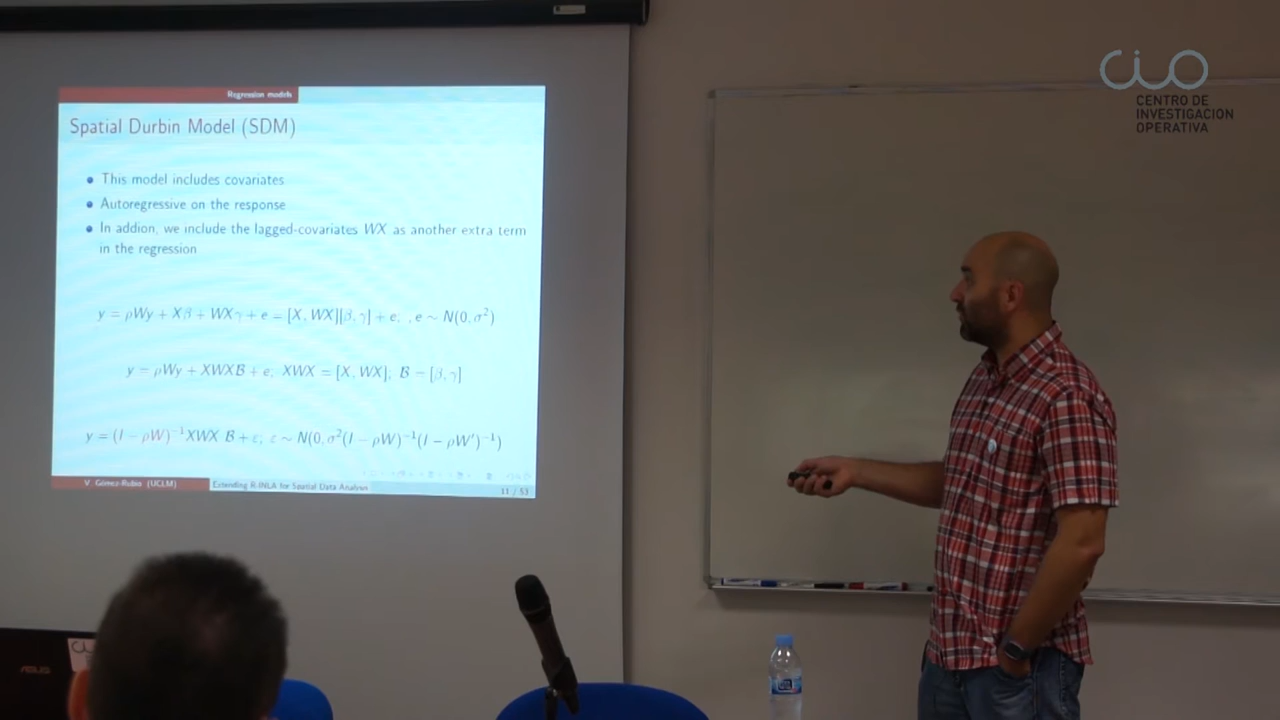 Regression models
Spatial Durbin Model (SDM)
This model includes covariates
Autoregressive on the response
In addion, we include the lagged-covariates WX as another extra term
in the regression
y = ρWy + Xβ + WXγ + e = [X, WX][β, γ] + e; , e ∼ N(0, σ²)
y = ρWy + XWXB + e; XWX = [X, WX], B = [β, γ]
y = (I − ρW)⁻¹XWX B + ε; ε ∼ N(0, σ²(I − ρW)⁻¹(I − ρW′)⁻¹)
V. Gómez-Rubio (UCLM)
Extending R-INLA for Spatial Data Analysis
11 / 53
CIO
CENTRO DE
INVESTIGACION
OPERATIVA
ASUS